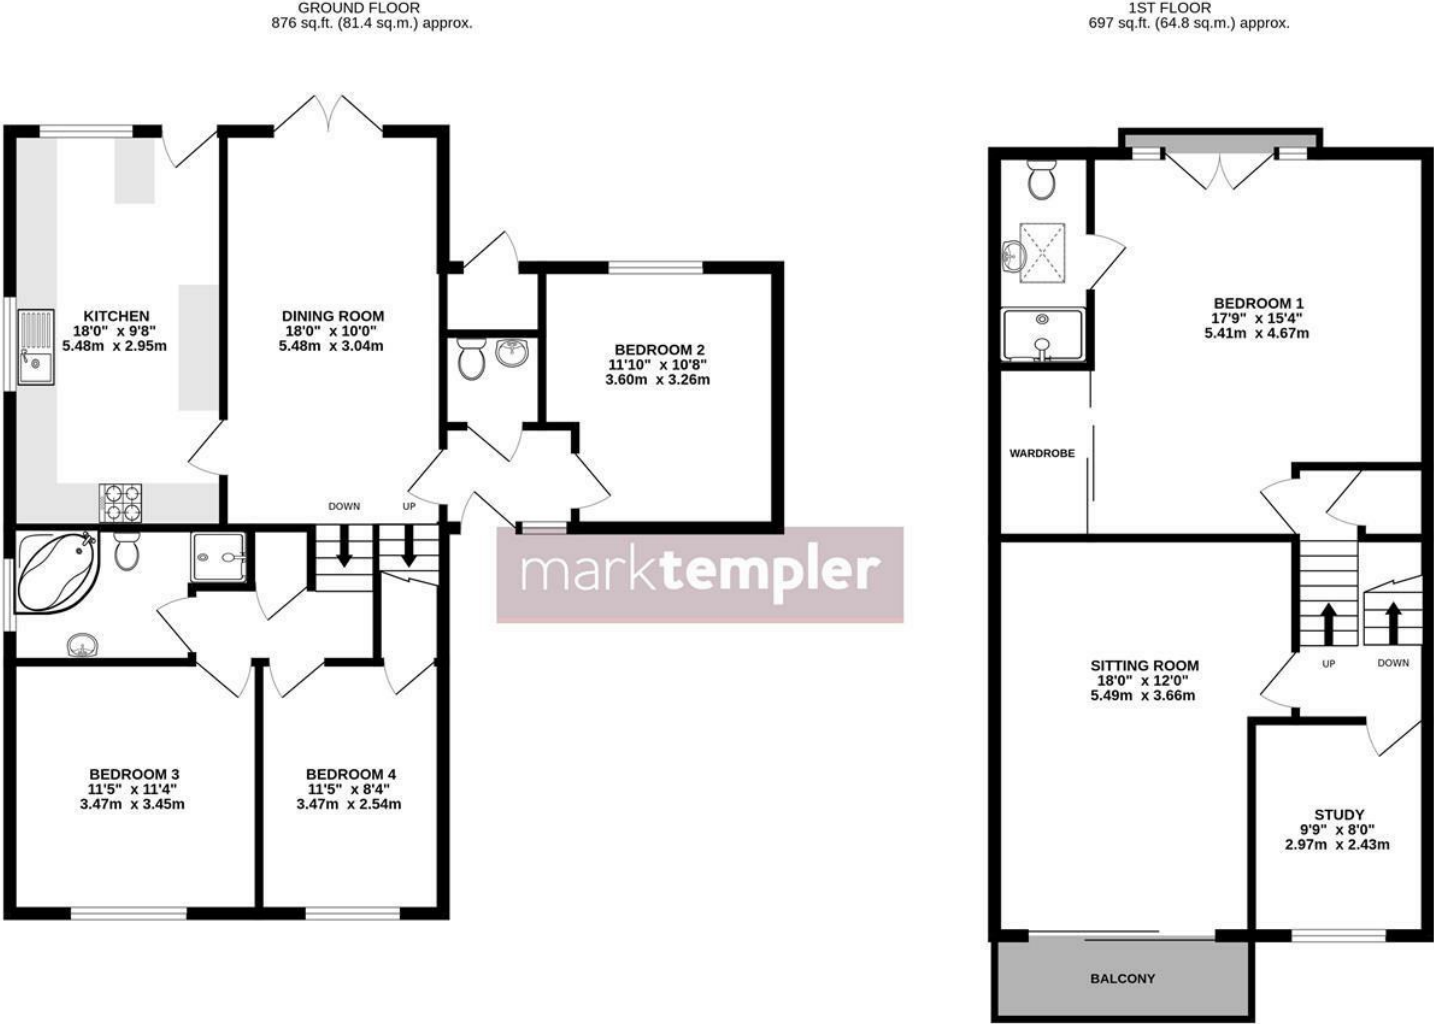 GROUND FLOOR
876 sq.ft. (81.4 sq.m.) approx.
1ST FLOOR
697 sq.ft. (64.8 sq.m.) approx.
KITCHEN
18'0" x 9'8"
5.48m x 2.95m
DINING ROOM
18'0" x 10'0"
5.48m x 3.04m
BEDROOM 2
11'10" x 10'8"
3.60m x 3.26m
DOWN
UP
marktempler
BEDROOM 3
11'5" x 11'4"
3.47m x 3.45m
BEDROOM 4
11'5" x 8'4"
3.47m x 2.54m
BEDROOM 1
17'9" x 15'4"
5.41m x 4.67m
WARDROBE
SITTING ROOM
18'0" x 12'0"
5.49m x 3.66m
UP
DOWN
STUDY
9'9" x 8'0"
2.97m x 2.43m
BALCONY